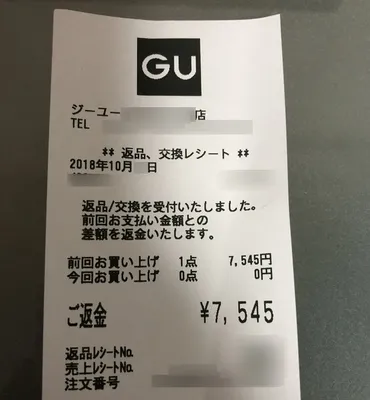 GU
ジーユー 店
TEL
** 返品、交換レシート **
2018年10月 日
返品/交換を受付いたしました。
前回お支払い金額との
差額を返金いたします。
前回お買い上げ 1点 7,545円
今回お買い上げ 0点 0円
ご返金 ¥7,545
返品ﾚｼｰﾄNo.
売上ﾚｼｰﾄNo.
注文番号